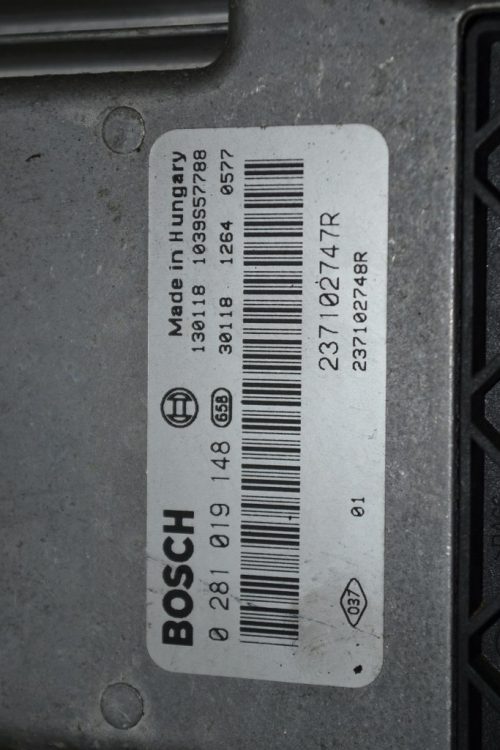 Made in Hungary
130118 1039S57788
BOSCH
0 281 019 148 658 30118 1264 0577
237102747R
01 237102748R
037